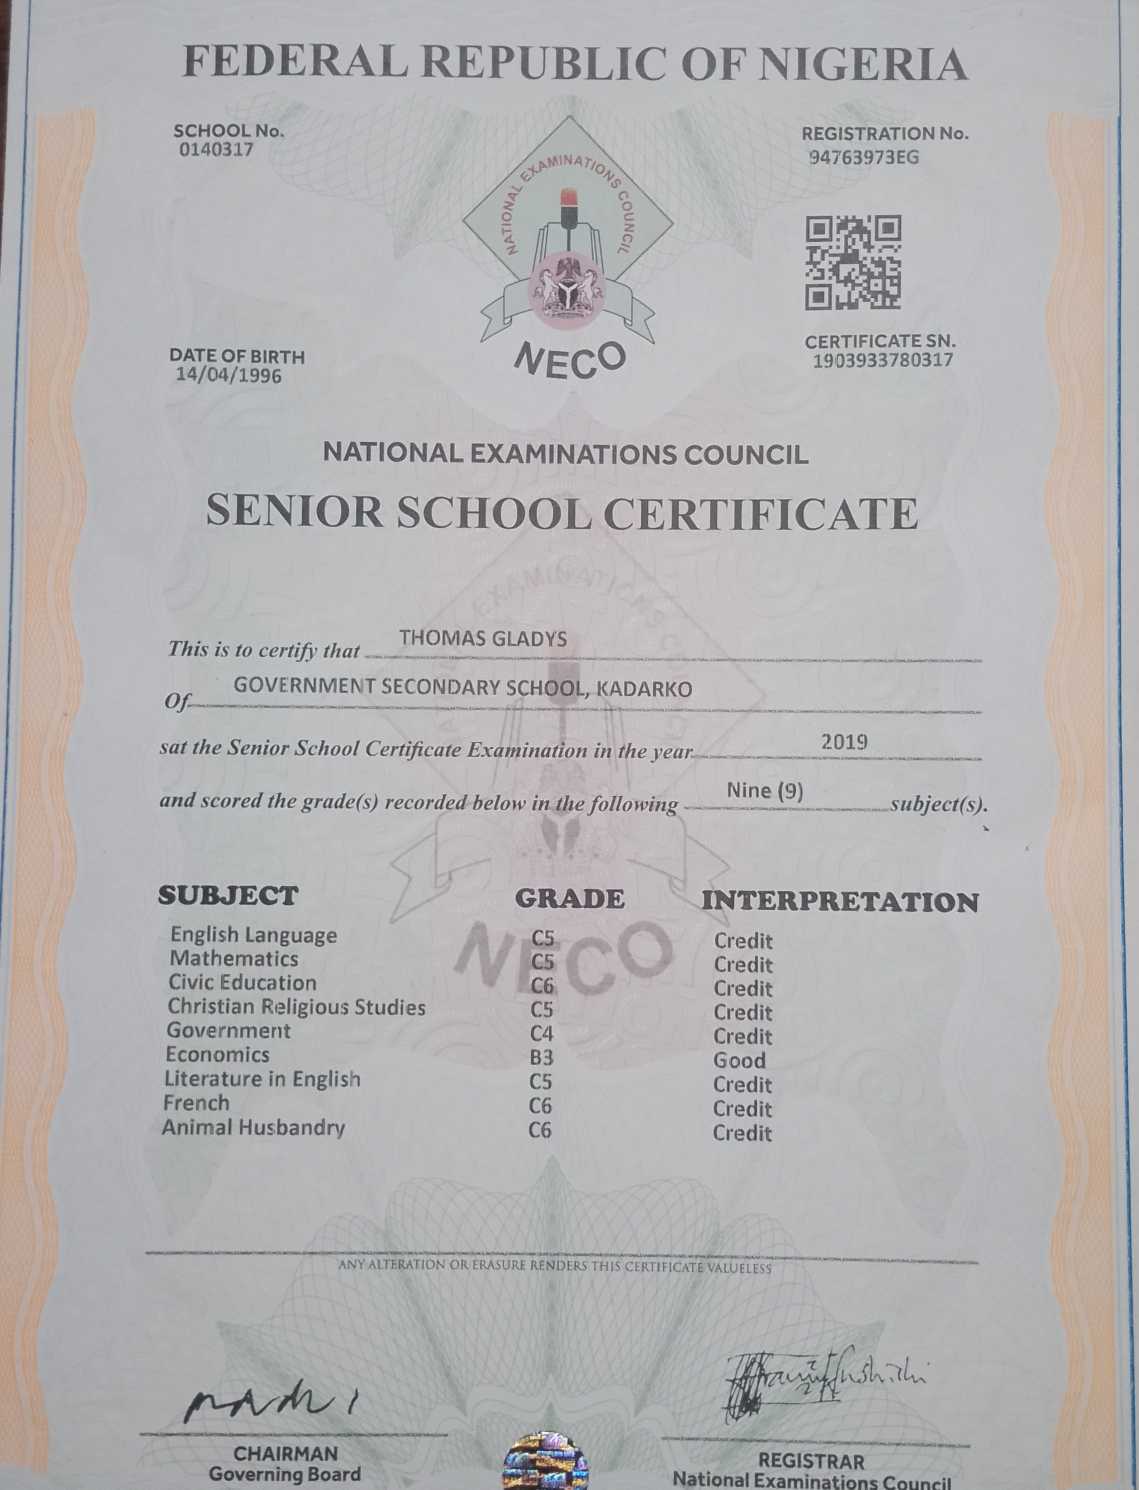 FEDERAL REPUBLIC OF NIGERIA
SCHOOL No.
0140317
REGISTRATION No.
94763973EG
NATIONAL EXAMINATIONS COUNCIL
NECO
DATE OF BIRTH
14/04/1996
CERTIFICATE SN.
1903933780317
NATIONAL EXAMINATIONS COUNCIL
SENIOR SCHOOL CERTIFICATE
This is to certify that THOMAS GLADYS
Of GOVERNMENT SECONDARY SCHOOL, KADARKO
sat the Senior School Certificate Examination in the year 2019
and scored the grade(s) recorded below in the following Nine (9) subject(s).
SUBJECT GRADE INTERPRETATION
English Language C5 Credit
Mathematics C5 Credit
Civic Education C6 Credit
Christian Religious Studies C5 Credit
Government C4 Credit
Economics B3 Good
Literature in English C5 Credit
French C6 Credit
Animal Husbandry C6 Credit
NECO
ANY ALTERATION OR ERASURE RENDERS THIS CERTIFICATE VALUELESS
CHAIRMAN
Governing Board
REGISTRAR
National Examinations Council